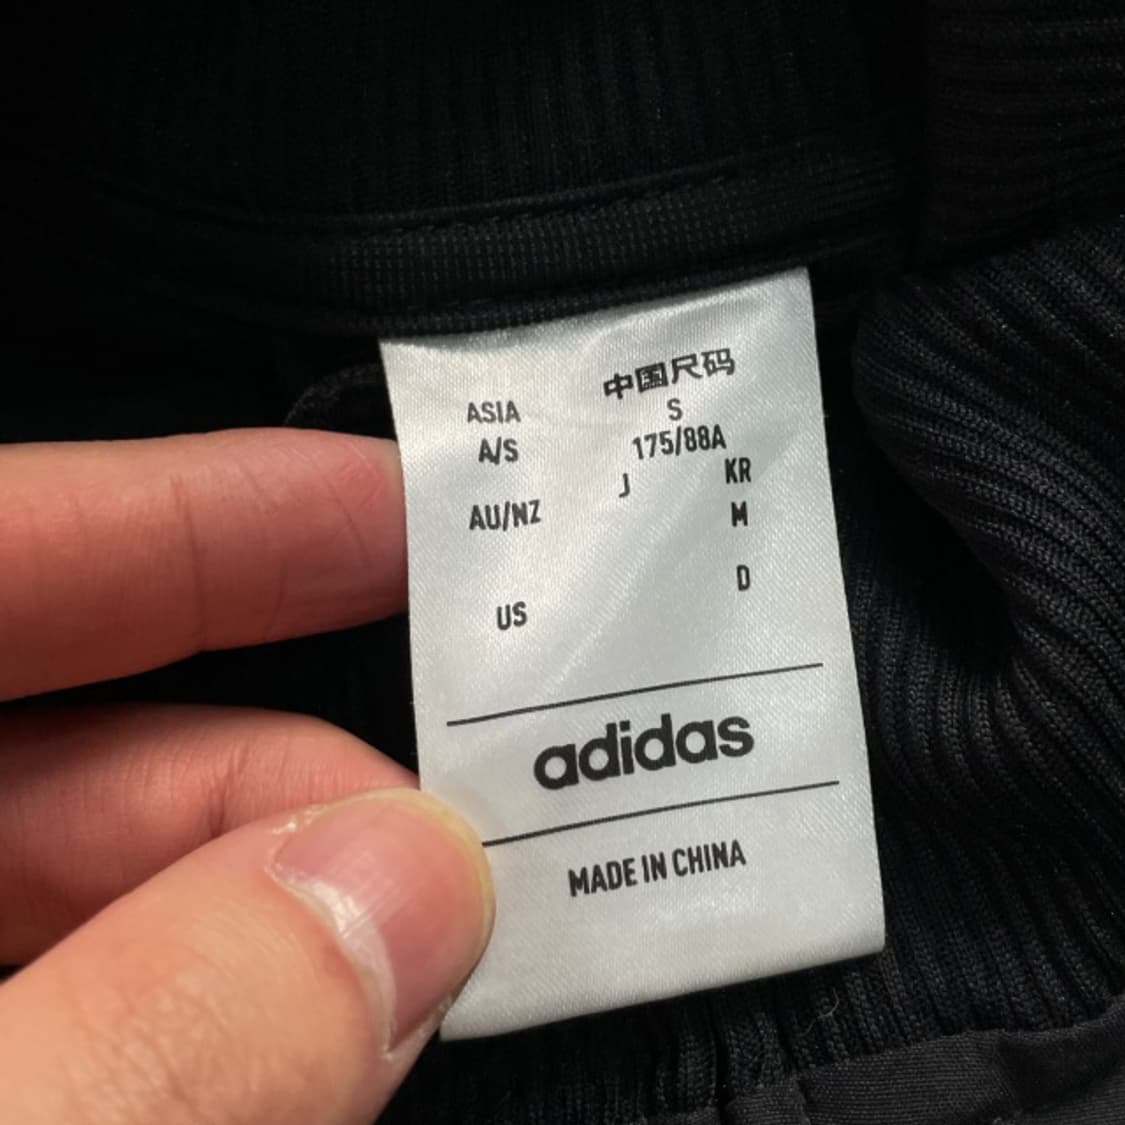 中国尺码
ASIA S
A/S 175/88A
J KR
AU/NZ M
D
US
adidas
MADE IN CHINA